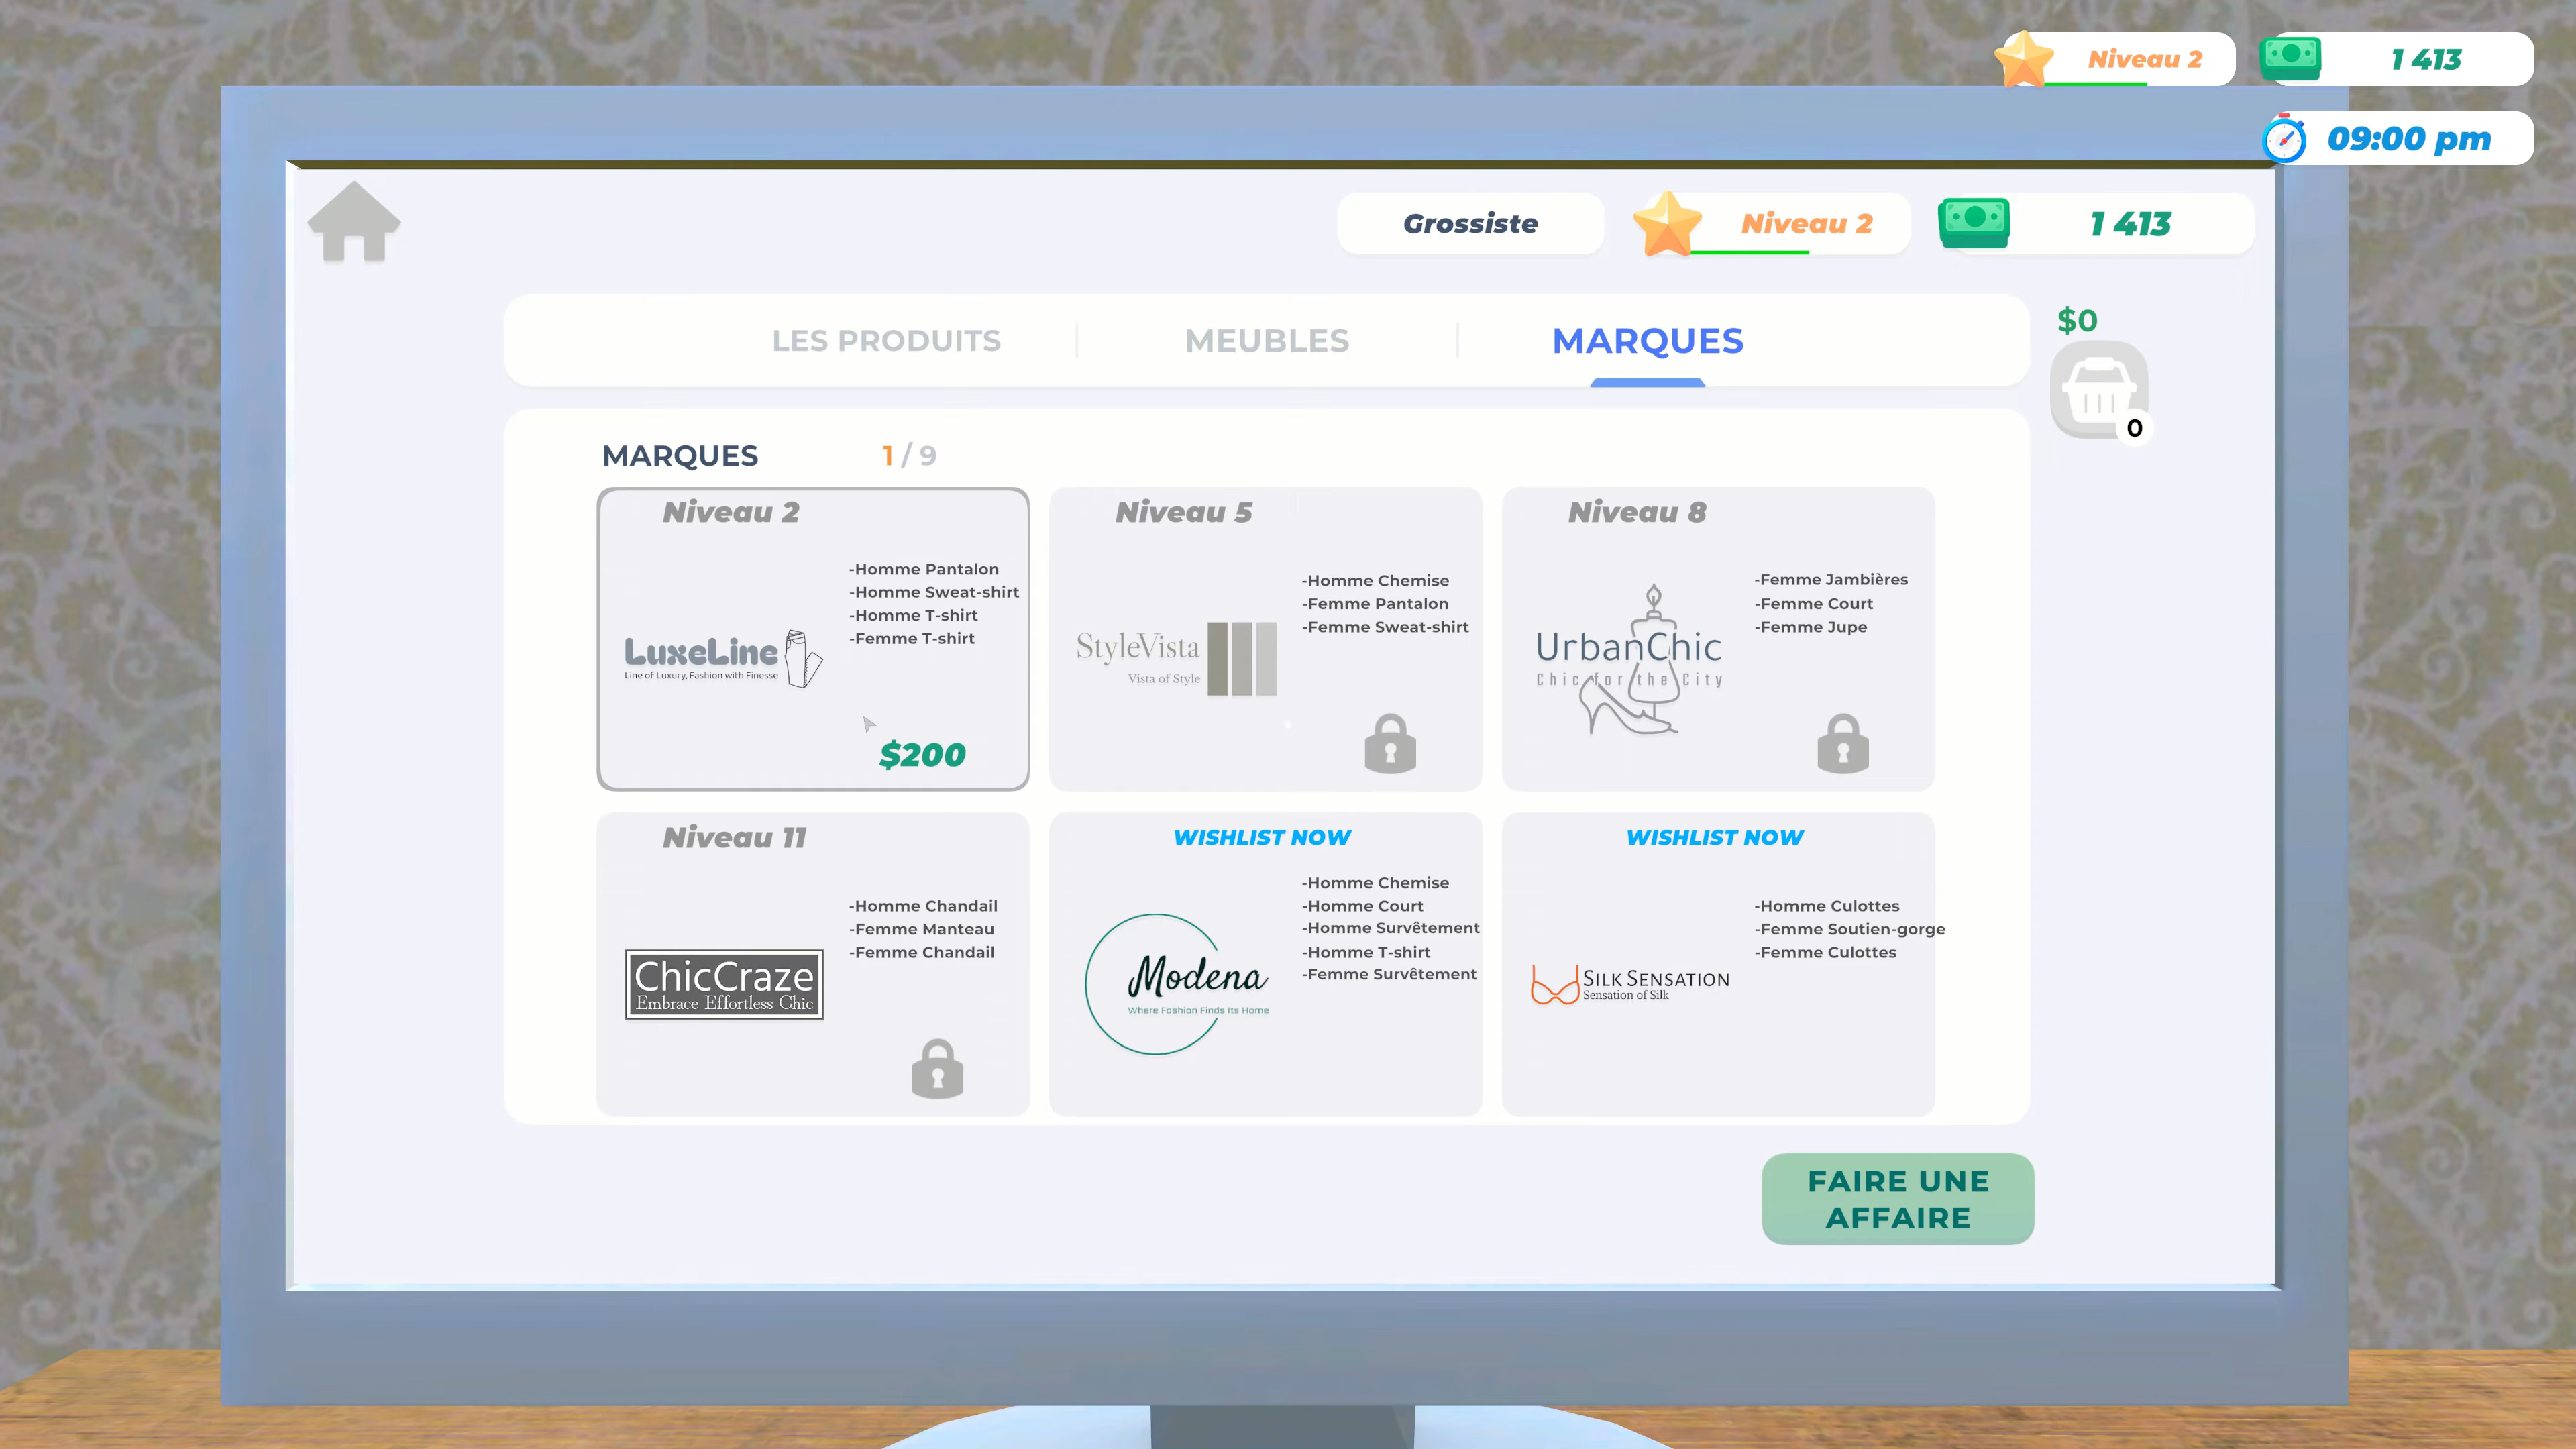 Niveau 2
1 413
09:00 pm
Grossiste
Niveau 2
1 413
LES PRODUITS
MEUBLES
MARQUES
$0
0
MARQUES
1 / 9
Niveau 2
-Homme Pantalon
-Homme Sweat-shirt
-Homme T-shirt
-Femme T-shirt
LuxeLine
Line of Luxury, Fashion with Finesse
$200
Niveau 5
-Homme Chemise
-Femme Pantalon
-Femme Sweat-shirt
StyleVista
Vista of Style
Niveau 8
-Femme Jambières
-Femme Court
-Femme Jupe
UrbanChic
Chic for the City
Niveau 11
-Homme Chandail
-Femme Manteau
-Femme Chandail
ChicCraze
Embrace Effortless Chic
WISHLIST NOW
-Homme Chemise
-Homme Court
-Homme Survêtement
-Homme T-shirt
-Femme Survêtement
Modena
Where Fashion Finds Its Home
WISHLIST NOW
-Homme Culottes
-Femme Soutien-gorge
-Femme Culottes
SILK SENSATION
Sensation of Silk
FAIRE UNE
AFFAIRE